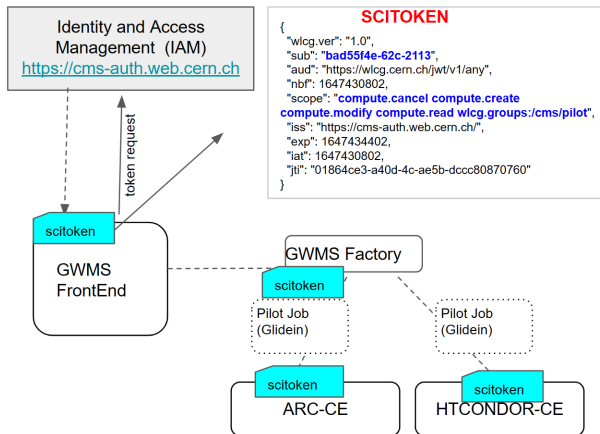 Identity and Access
Management  (IAM)
https://cms-auth.web.cern.ch
SCITOKEN
{
"wlcg.ver": "1.0",
"sub": "bad55f4e-62c-2113",
"aud": "https://wlcg.cern.ch/jwt/v1/any",
"nbf": 1647430802,
"scope": "compute.cancel compute.create
compute.modify compute.read wlcg.groups:/cms/pilot",
"iss": "https://cms-auth.web.cern.ch/",
"exp": 1647434402,
"iat": 1647430802,
"jti": "01864ce3-a40d-4c-ae5b-dccc80870760"
}
token request
scitoken
GWMS
FrontEnd
GWMS Factory
scitoken
Pilot Job
(Glidein)
Pilot Job
(Glidein)
scitoken
ARC-CE
scitoken
HTCONDOR-CE